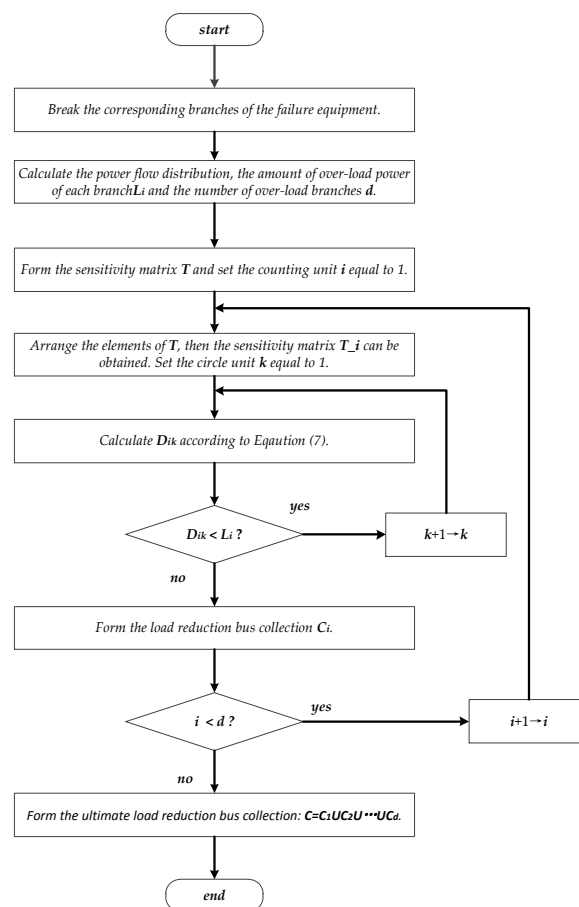 start
Break the corresponding branches of the failure equipment.
Calculate the power flow distribution, the amount of over-load power
of each branchLi and the number of over-load branches d.
Form the sensitivity matrix T and set the counting unit i equal to 1.
Arrange the elements of T, then the sensitivity matrix T_i can be
obtained. Set the circle unit k equal to 1.
Calculate Dik according to Eqaution (7).
Dik < Li ?
yes
k+1→k
no
Form the load reduction bus collection Ci.
i < d ?
yes
i+1→i
no
Form the ultimate load reduction bus collection: C=C1UC2U···UCd.
end